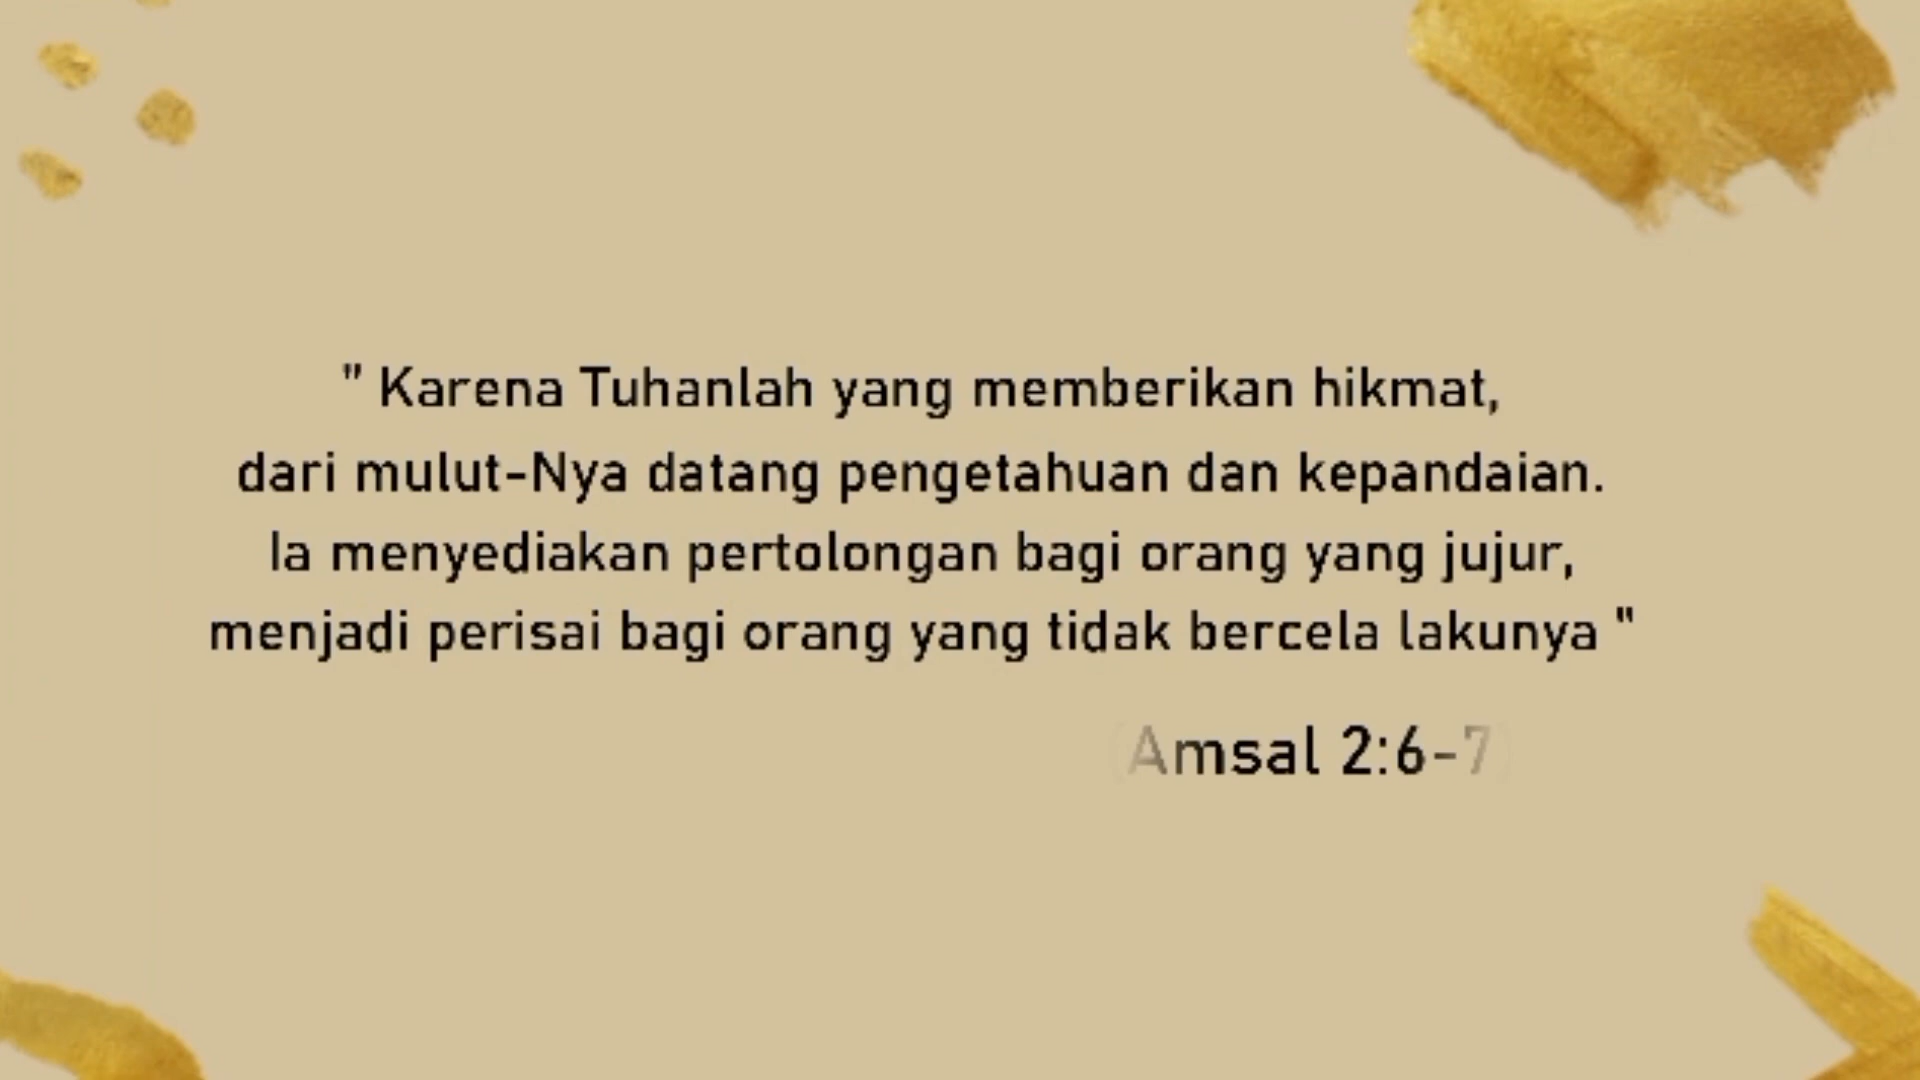 " Karena Tuhanlah yang memberikan hikmat,
dari mulut-Nya datang pengetahuan dan kepandaian.
Ia menyediakan pertolongan bagi orang yang jujur,
menjadi perisai bagi orang yang tidak bercela lakunya "
Amsal 2:6-7